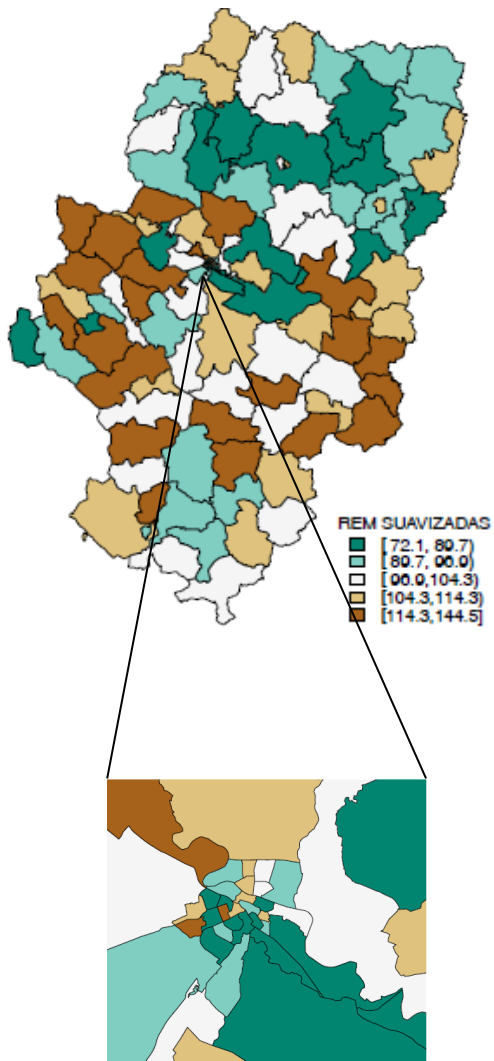 REM SUAVIZADAS
[ 72.1, 89.7)
[ 89.7, 96.9)
[ 96.9,104.3)
[104.3,114.3)
[114.3,144.5]